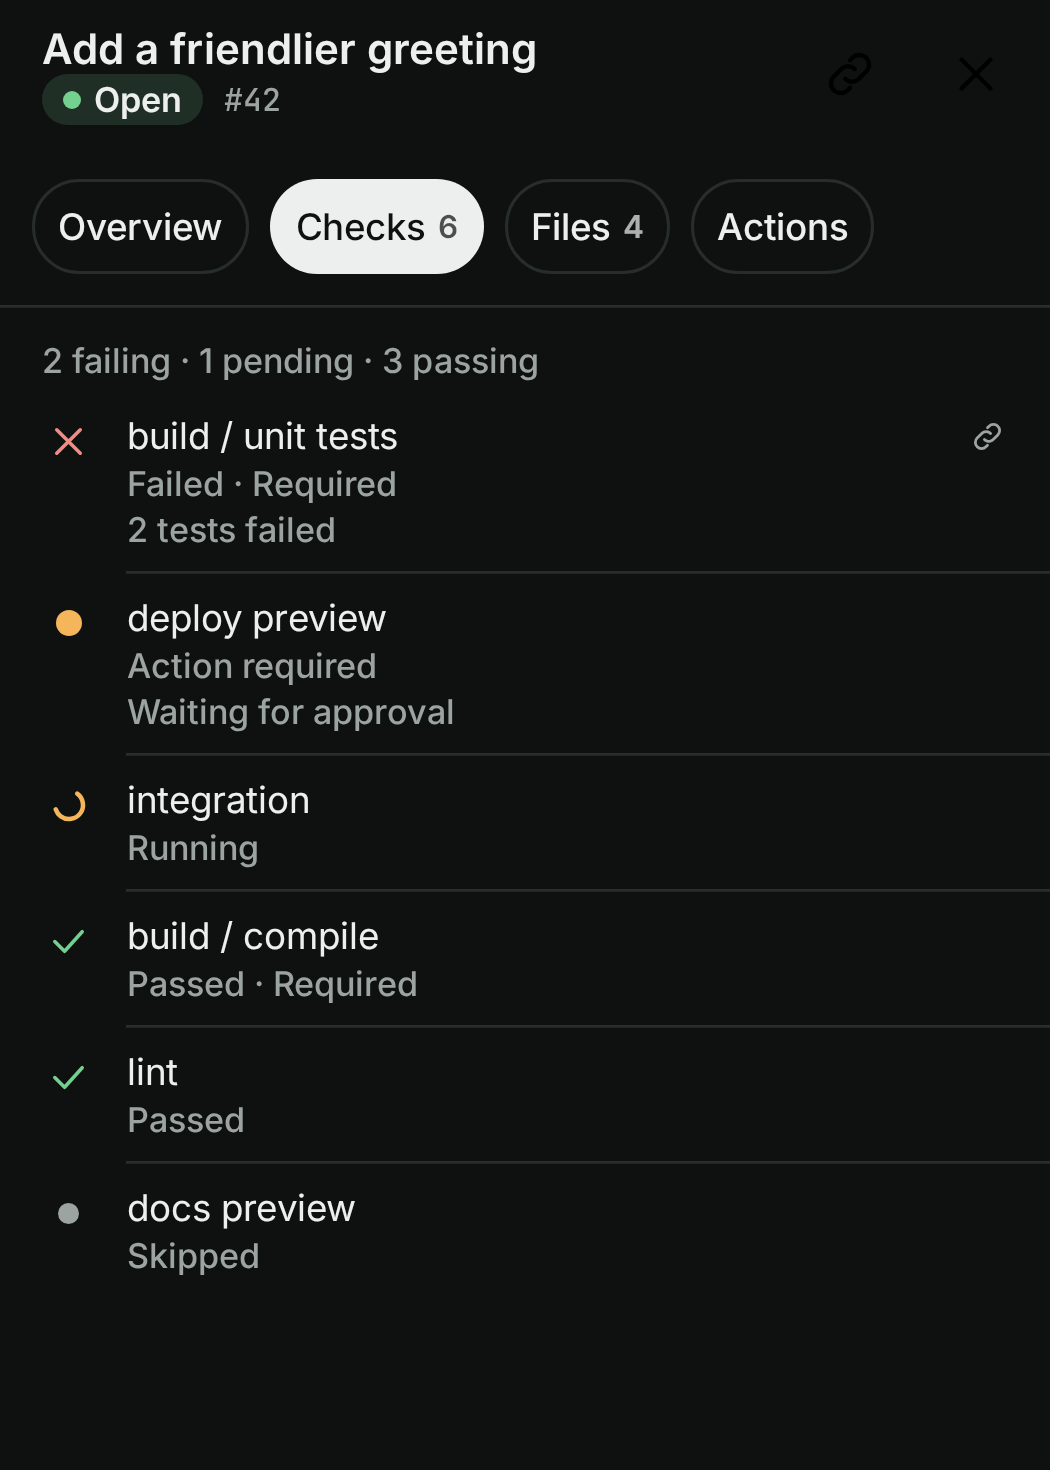 Add a friendlier greeting
Open #42
Overview Checks 6 Files 4 Actions
2 failing · 1 pending · 3 passing
build / unit tests
Failed · Required
2 tests failed
deploy preview
Action required
Waiting for approval
integration
Running
build / compile
Passed · Required
lint
Passed
docs preview
Skipped